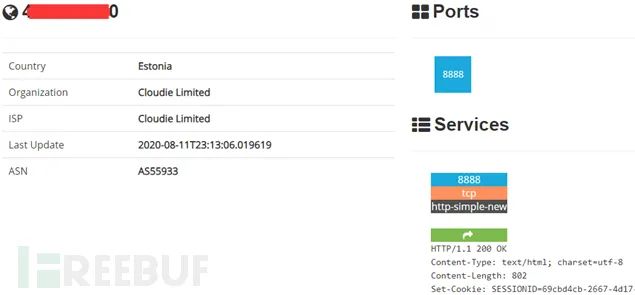 4 0
Country Estonia
Organization Cloudie Limited
ISP Cloudie Limited
Last Update 2020-08-11T23:13:06.019619
ASN AS55933
FREEBUF
Ports
8888
Services
8888
tcp
http-simple-new
HTTP/1.1 200 OK
Content-Type: text/html; charset=utf-8
Content-Length: 802
Set-Cookie: SESSIONID=69cbd4cb-2667-4d17-